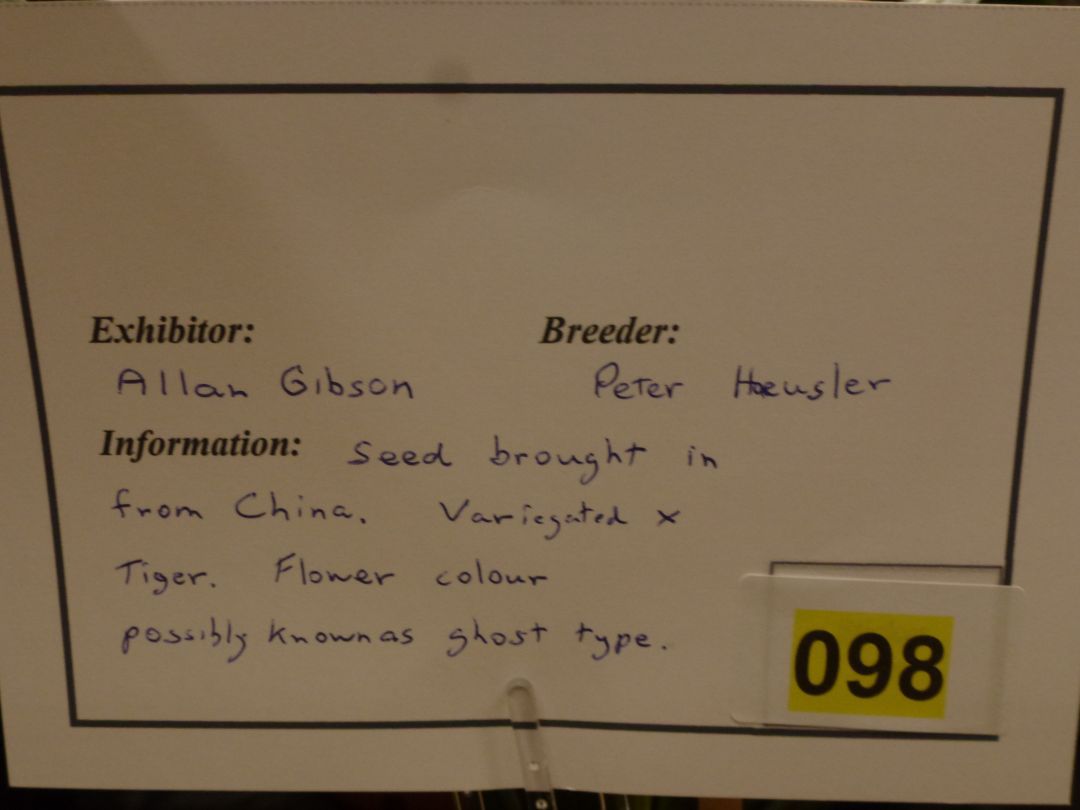 Exhibitor: Breeder:
Allan Gibson Peter Haeusler
Information: Seed brought in
from China. Variegated x
Tiger. Flower colour
possibly known as ghost type.
098